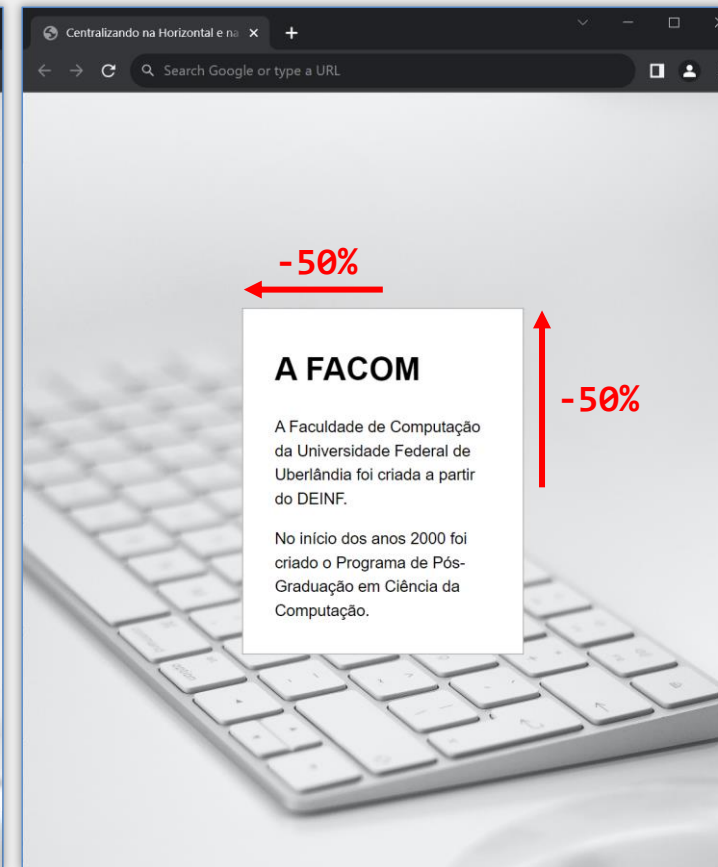 Centralizando na Horizontal e na
Search Google or type a URL
-50%
A FACOM
-50%
A Faculdade de Computação
da Universidade Federal de
Uberlândia foi criada a partir
do DEINF.
No início dos anos 2000 foi
criado o Programa de Pós-
Graduação em Ciência da
Computação.
command
option